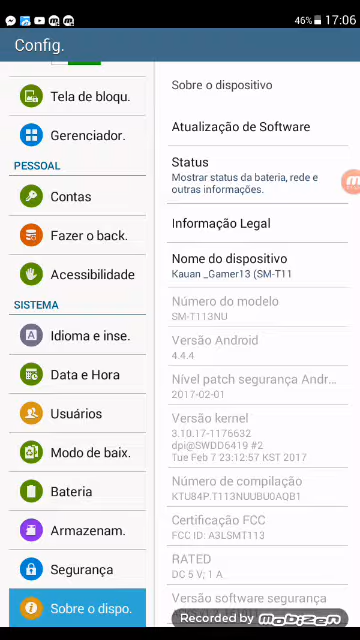 46% 17:06
Config.
Tela de bloqu.
Gerenciador.
PESSOAL
Contas
Fazer o back.
Acessibilidade
SISTEMA
Idioma e inse.
Data e Hora
Usuários
Modo de baix.
Bateria
Armazenam.
Segurança
Sobre o dispo.
Sobre o dispositivo
Atualização de Software
Status
Mostrar status da bateria, rede e
outras informações.
Informação Legal
Nome do dispositivo
Kauan _Gamer13 (SM-T11
Número do modelo
SM-T113NU
Versão Android
4.4.4
Nível patch segurança Andr...
2017-02-01
Versão kernel
3.10.17-1176632
dpi@SWDD6419 #2
Tue Feb 7 23:12:57 KST 2017
Número de compilação
KTU84P.T113NUUBU0AQB1
Certificação FCC
FCC ID: A3LSMT113
RATED
DC 5 V; 1 A
Versão software segurança
Recorded by MOBIZEN